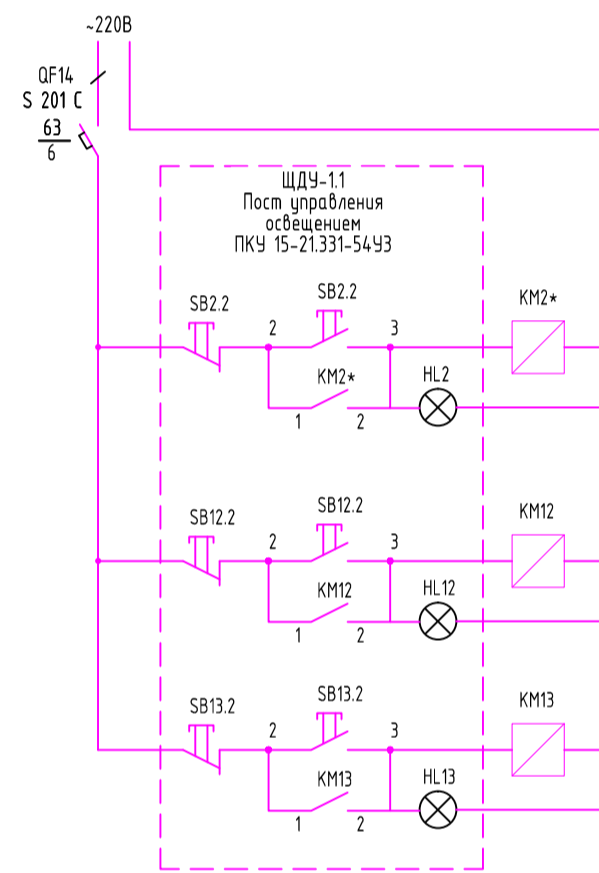 ~220В
QF14
S 201 C
63
6
ЩДУ-1.1
Пост управления
освещением
ПКУ 15-21.331-54У3
SB2.2
SB2.2
KM2*
2
3
KM2*
HL2
1
2
SB12.2
SB12.2
KM12
2
3
KM12
HL12
1
2
SB13.2
SB13.2
KM13
2
3
KM13
HL13
1
2